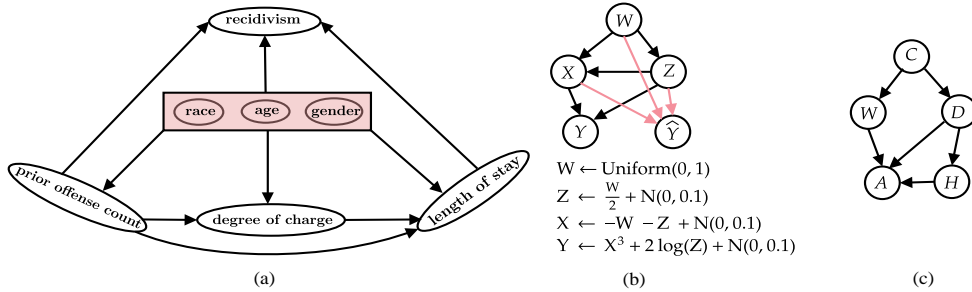 recidivism
race age gender
prior offense count
degree of charge
length of stay
(a)
W
X Z
Y Ŷ
W ← Uniform(0, 1)
Z ← W/2 + N(0, 0.1)
X ← −W − Z + N(0, 0.1)
Y ← X³ + 2 log(Z) + N(0, 0.1)
(b)
C
W D
A H
(c)